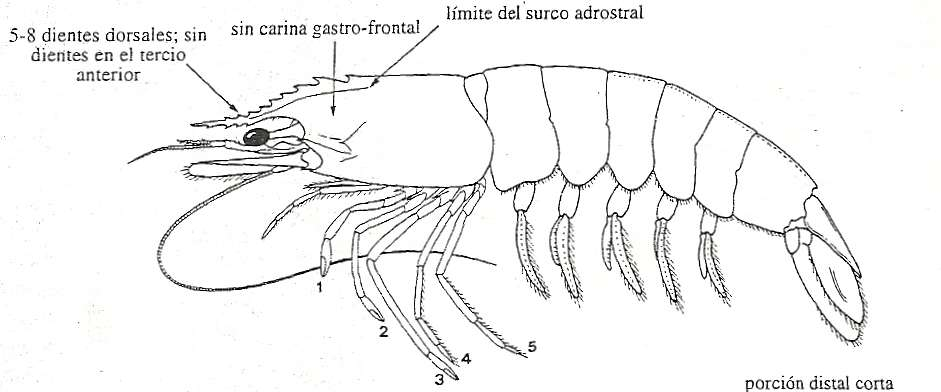 5-8 dientes dorsales; sin
dientes en el tercio
anterior
sin carina gastro-frontal
límite del surco adrostral
1
2
3
4
5
porción distal corta